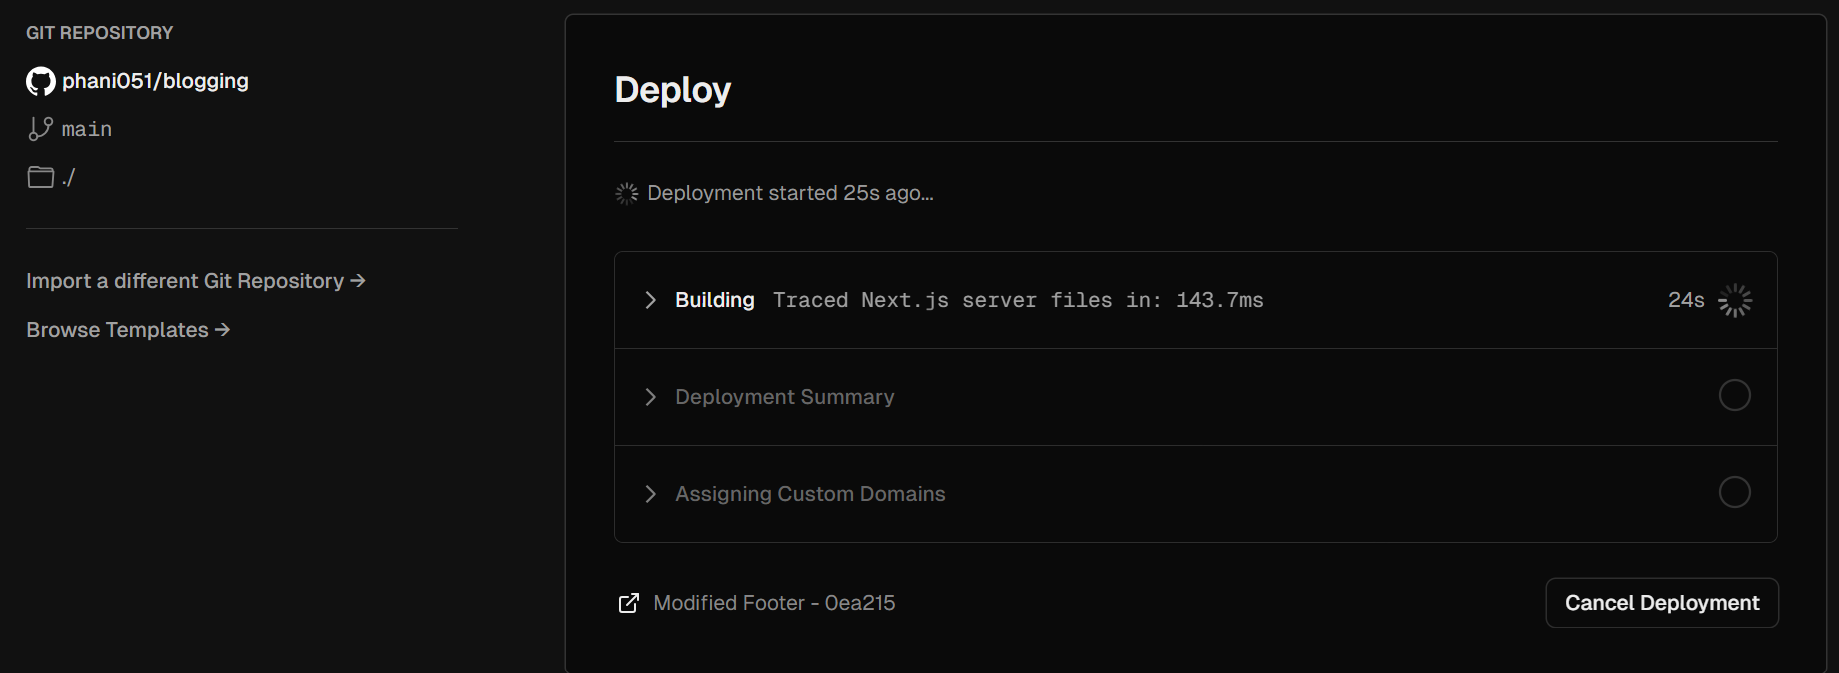 GIT REPOSITORY
phani051/blogging
main
./
Import a different Git Repository →
Browse Templates →
Deploy
Deployment started 25s ago...
Building Traced Next.js server files in: 143.7ms 24s
Deployment Summary
Assigning Custom Domains
Modified Footer - 0ea215
Cancel Deployment